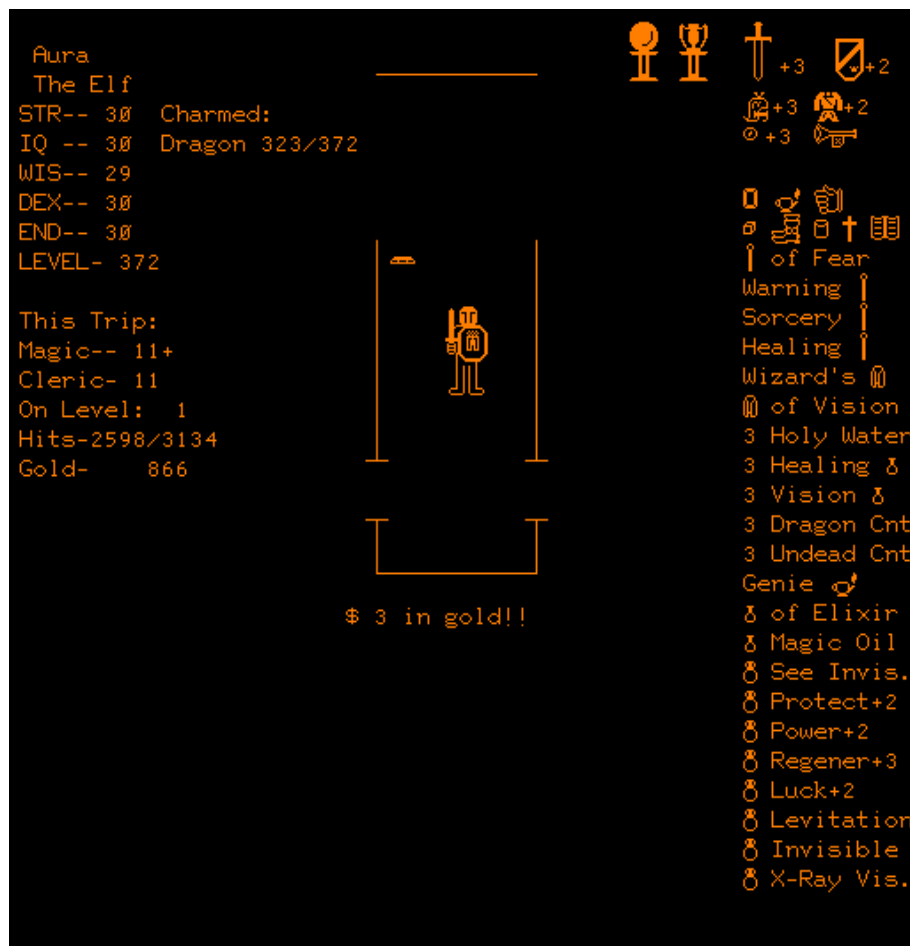 Aura
The Elf
STR-- 30
IQ -- 30
WIS-- 29
DEX-- 30
END-- 30
LEVEL- 372
Charmed:
Dragon 323/372
This Trip:
Magic-- 11+
Cleric- 11
On Level: 1
Hits-2598/3134
Gold- 866
$ 3 in gold!!
+3 +2
+3 +2
+3
of Fear
Warning
Sorcery
Healing
Wizard's
of Vision
3 Holy Water
3 Healing
3 Vision
3 Dragon Cnt
3 Undead Cnt
Genie
of Elixir
Magic Oil
See Invis.
Protect+2
Power+2
Regener+3
Luck+2
Levitation
Invisible
X-Ray Vis.